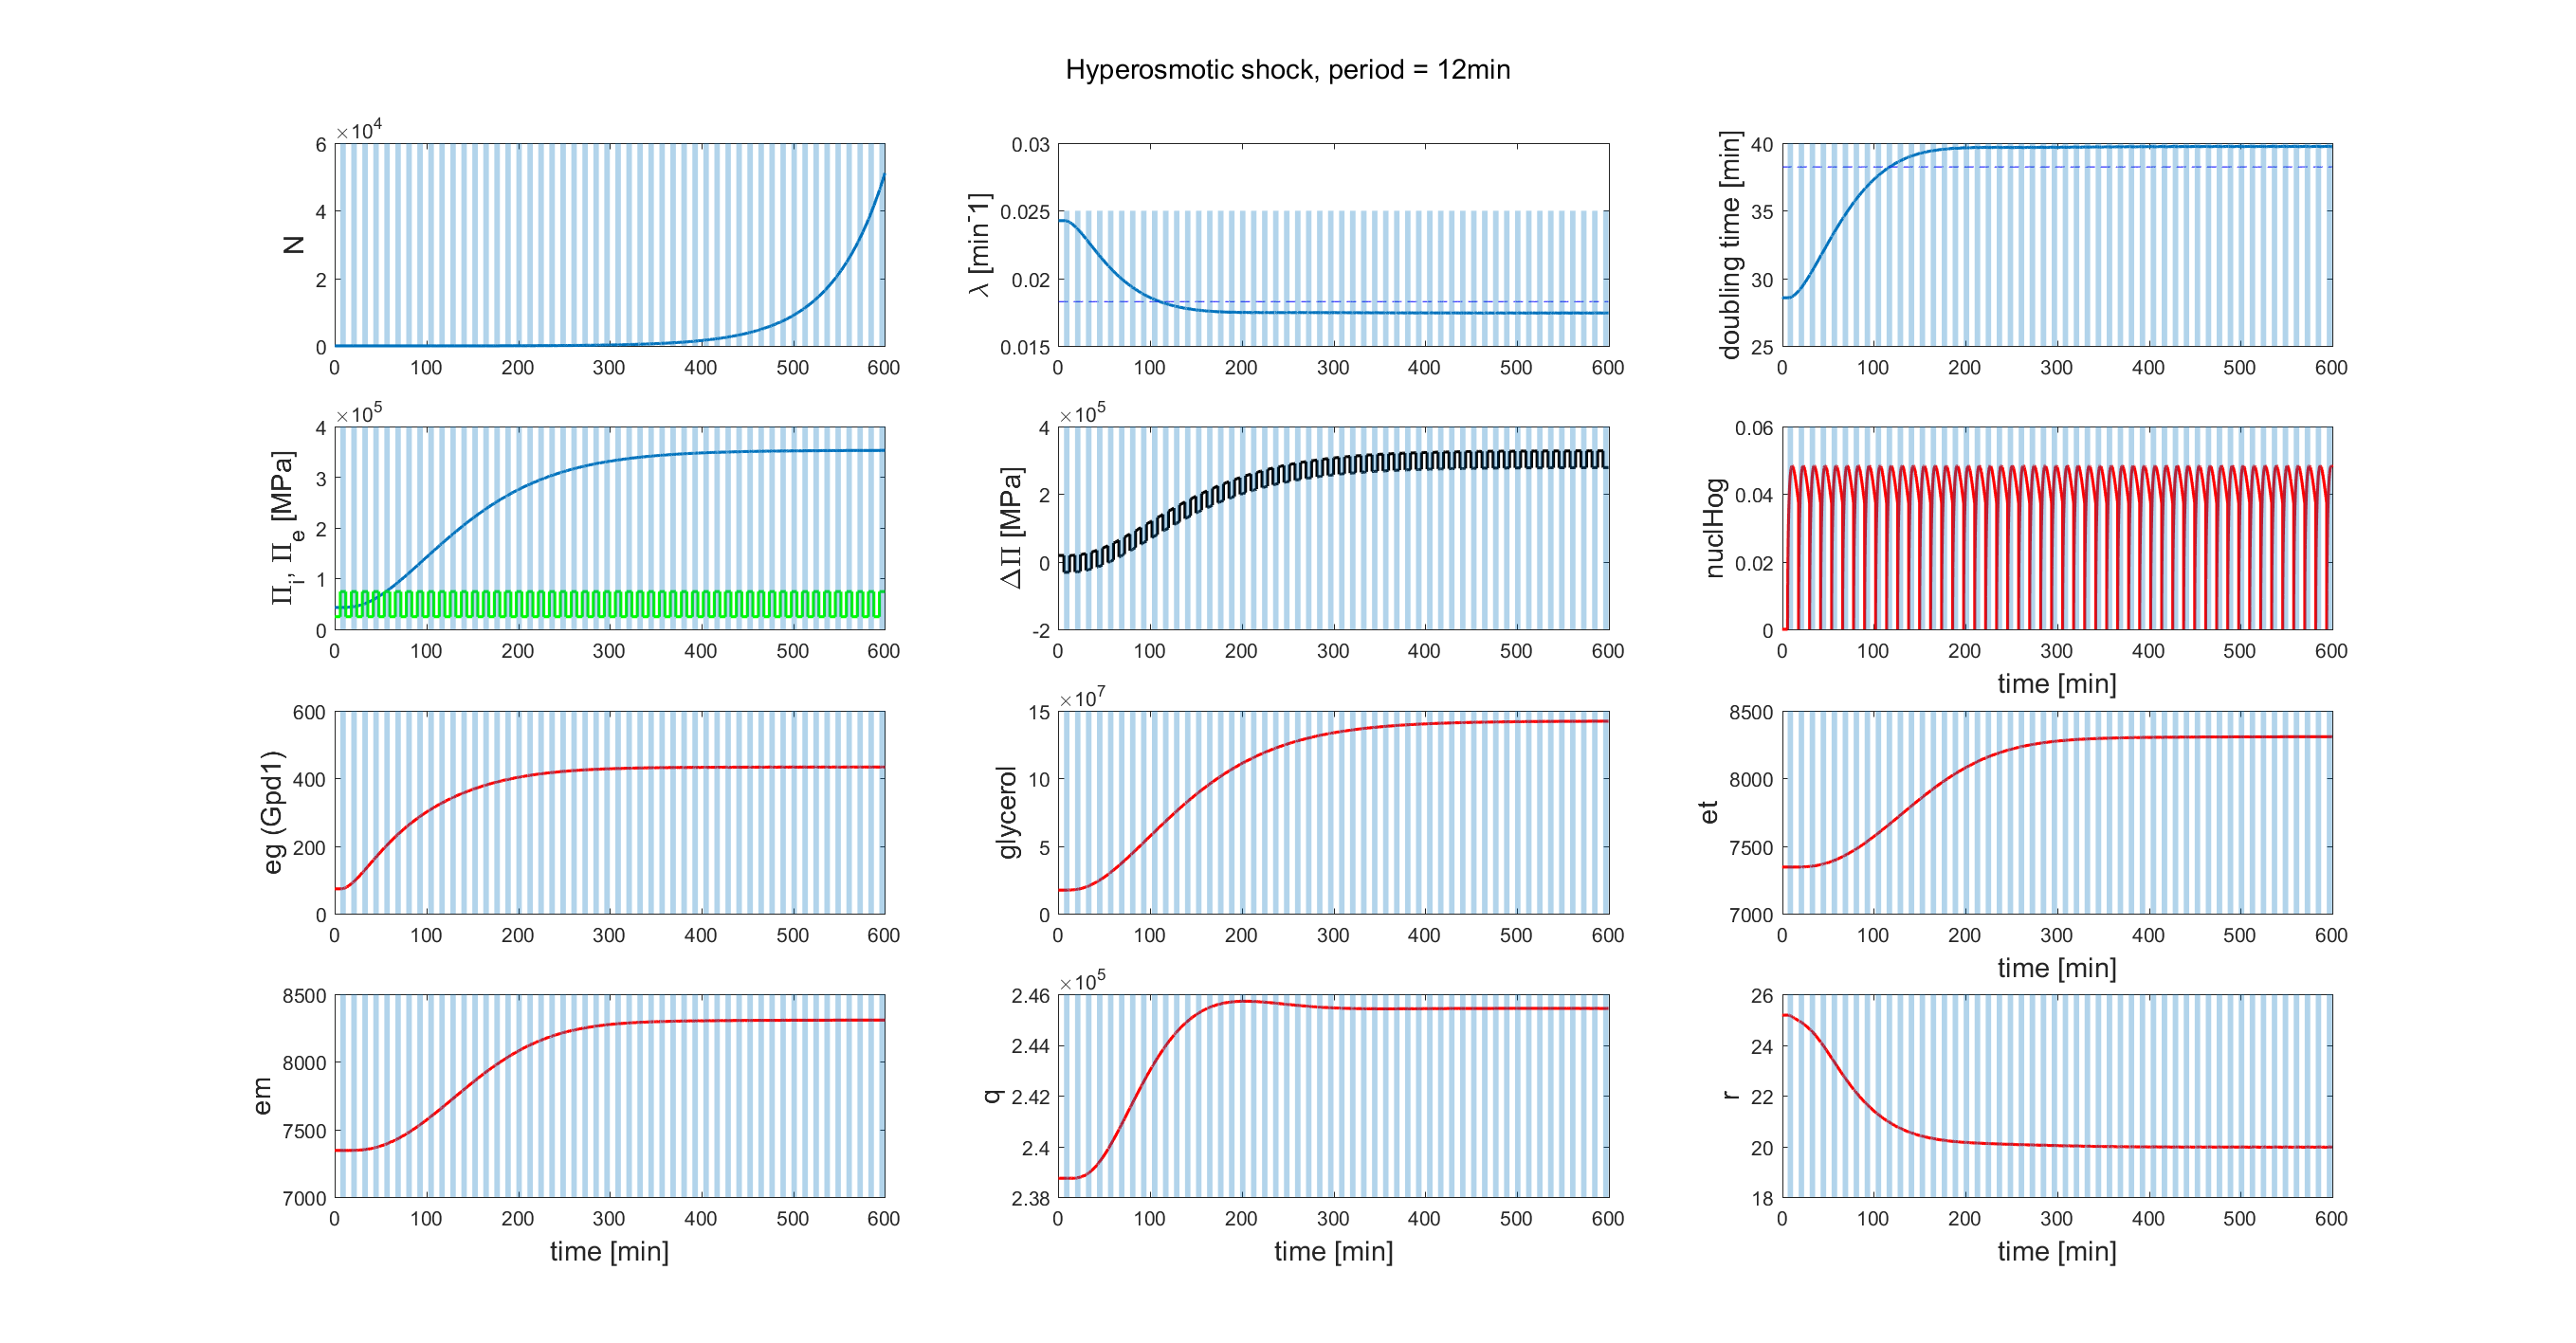 Hyperosmotic shock, period = 12min
×10^4
6
4
2
0
N
0 100 200 300 400 500 600
0.03
0.025
0.02
0.015
λ [min^-1]
0 100 200 300 400 500 600
40
35
30
25
doubling time [min]
0 100 200 300 400 500 600
×10^5
4
3
2
1
0
Π_i, Π_e [MPa]
0 100 200 300 400 500 600
×10^5
4
2
0
-2
ΔΠ [MPa]
0 100 200 300 400 500 600
0.06
0.04
0.02
0
nuclHog
0 100 200 300 400 500 600
time [min]
600
400
200
0
eg (Gpd1)
0 100 200 300 400 500 600
×10^7
15
10
5
0
glycerol
0 100 200 300 400 500 600
8500
8000
7500
7000
et
0 100 200 300 400 500 600
time [min]
8500
8000
7500
7000
em
0 100 200 300 400 500 600
time [min]
×10^5
2.46
2.44
2.42
2.4
2.38
q
0 100 200 300 400 500 600
time [min]
26
24
22
20
18
r
0 100 200 300 400 500 600
time [min]